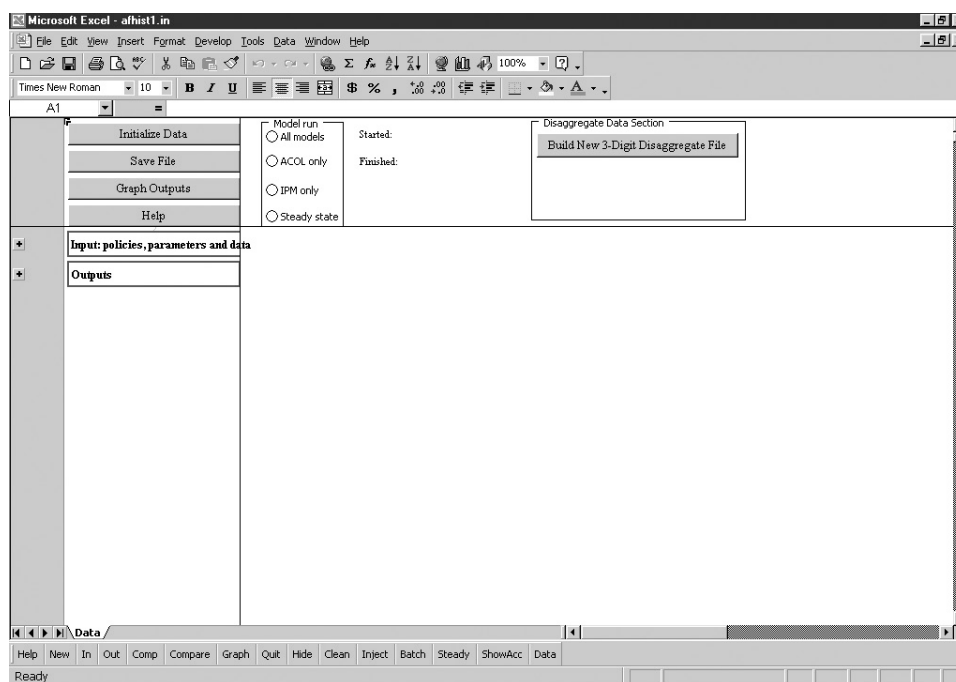 Microsoft Excel - afhist1.in
File Edit View Insert Format Develop Tools Data Window Help
100%
Times New Roman 10 B I U $ % ,
A1 =
Initialize Data
Save File
Graph Outputs
Help
Model run
All models
ACOL only
IPM only
Steady state
Started:
Finished:
Disaggregate Data Section
Build New 3-Digit Disaggregate File
Input: policies, parameters and data
Outputs
Data
Help New In Out Comp Compare Graph Quit Hide Clean Inject Batch Steady ShowAcc Data
Ready